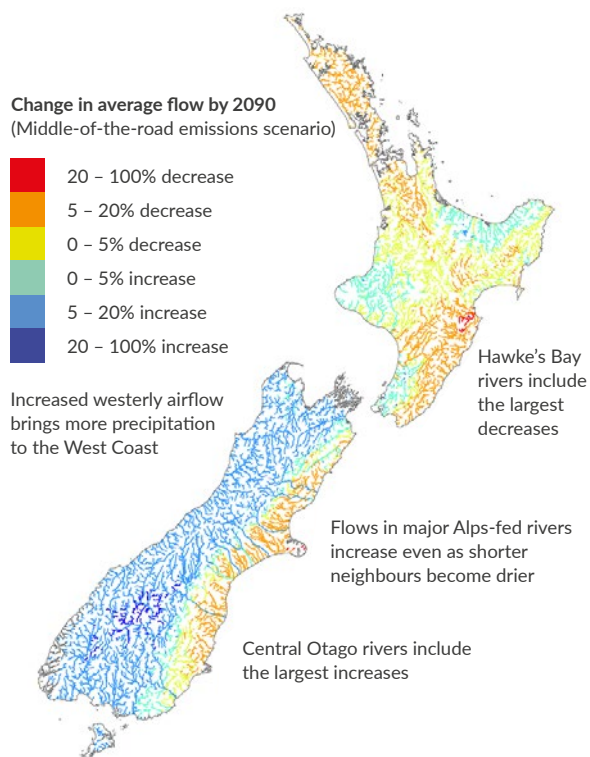 Change in average flow by 2090
(Middle-of-the-road emissions scenario)
20 – 100% decrease
5 – 20% decrease
0 – 5% decrease
0 – 5% increase
5 – 20% increase
20 – 100% increase
Increased westerly airflow
brings more precipitation
to the West Coast
Hawke’s Bay
rivers include
the largest
decreases
Flows in major Alps-fed rivers
increase even as shorter
neighbours become drier
Central Otago rivers include
the largest increases